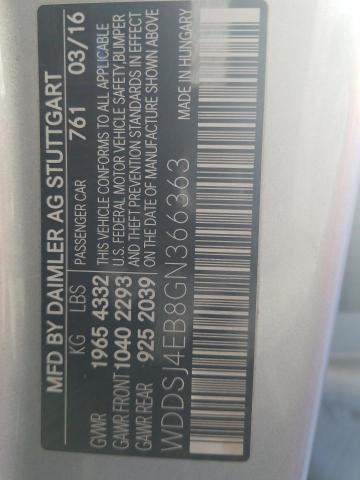 MFD BY DAIMLER AG STUTTGART
KG LBS PASSENGER CAR 761 03/16
GVWR 1965 4332 THIS VEHICLE CONFORMS TO ALL APPLICABLE
GAWR FRONT 1040 2293 U.S. FEDERAL MOTOR VEHICLE SAFETY,BUMPER
GAWR REAR 925 2039 AND THEFT PREVENTION STANDARDS IN EFFECT
ON THE DATE OF MANUFACTURE SHOWN ABOVE
WDDSJ4EB8GN366363 MADE IN HUNGARY